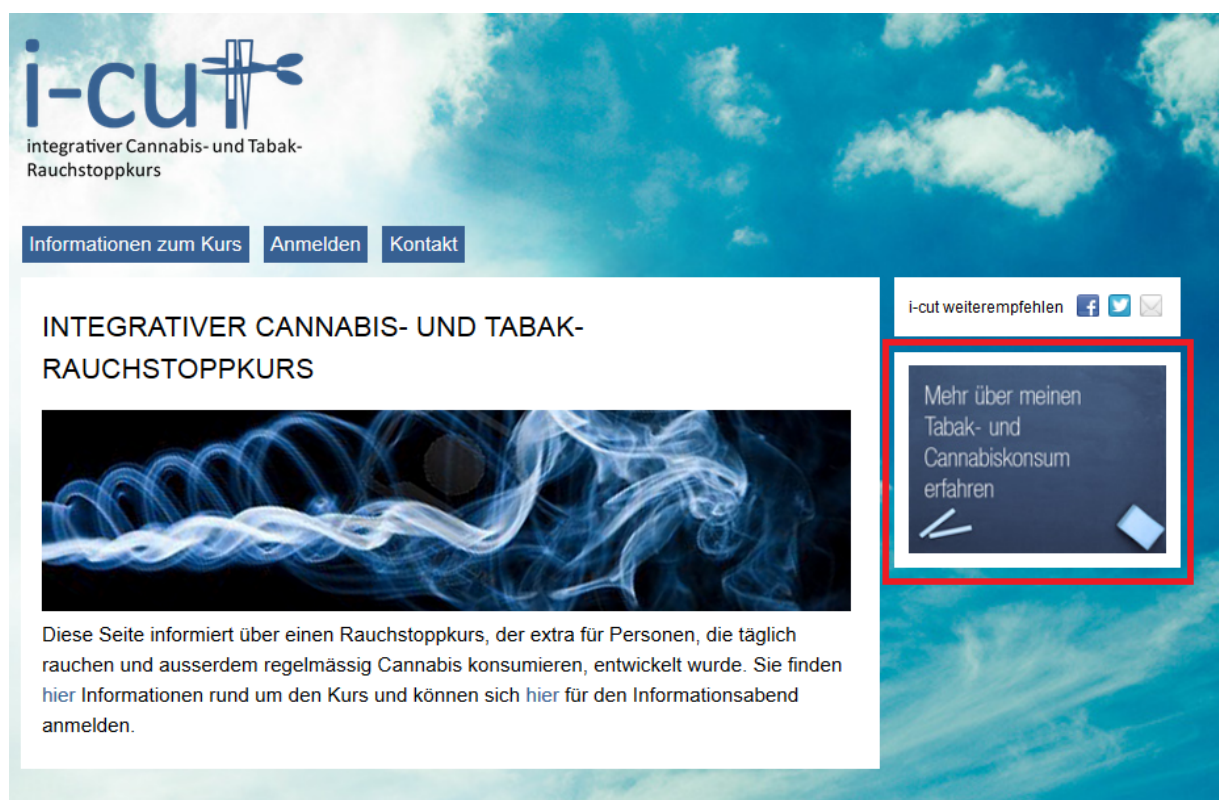 i-cut
integrativer Cannabis- und Tabak-
Rauchstoppkurs
Informationen zum Kurs Anmelden Kontakt
INTEGRATIVER CANNABIS- UND TABAK-
RAUCHSTOPPKURS
Diese Seite informiert über einen Rauchstoppkurs, der extra für Personen, die täglich
rauchen und ausserdem regelmässig Cannabis konsumieren, entwickelt wurde. Sie finden
hier Informationen rund um den Kurs und können sich hier für den Informationsabend
anmelden.
i-cut weiterempfehlen
Mehr über meinen
Tabak- und
Cannabiskonsum
erfahren